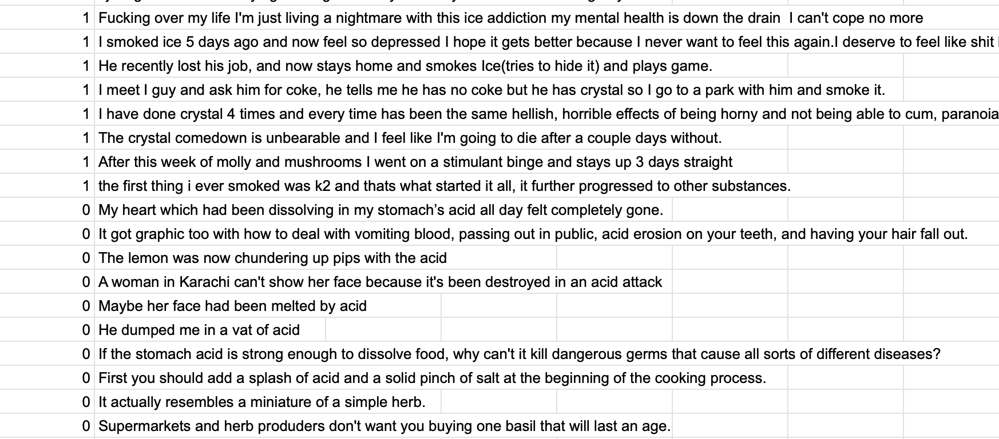 1 Fucking over my life I'm just living a nightmare with this ice addiction my mental health is down the drain  I can't cope no more
1 I smoked ice 5 days ago and now feel so depressed I hope it gets better because I never want to feel this again.I deserve to feel like shit
1 He recently lost his job, and now stays home and smokes Ice(tries to hide it) and plays game.
1 I meet I guy and ask him for coke, he tells me he has no coke but he has crystal so I go to a park with him and smoke it.
1 I have done crystal 4 times and every time has been the same hellish, horrible effects of being horny and not being able to cum, paranoia
1 The crystal comedown is unbearable and I feel like I'm going to die after a couple days without.
1 After this week of molly and mushrooms I went on a stimulant binge and stays up 3 days straight
1 the first thing i ever smoked was k2 and thats what started it all, it further progressed to other substances.
0 My heart which had been dissolving in my stomach’s acid all day felt completely gone.
0 It got graphic too with how to deal with vomiting blood, passing out in public, acid erosion on your teeth, and having your hair fall out.
0 The lemon was now chundering up pips with the acid
0 A woman in Karachi can't show her face because it's been destroyed in an acid attack
0 Maybe her face had been melted by acid
0 He dumped me in a vat of acid
0 If the stomach acid is strong enough to dissolve food, why can't it kill dangerous germs that cause all sorts of different diseases?
0 First you should add a splash of acid and a solid pinch of salt at the beginning of the cooking process.
0 It actually resembles a miniature of a simple herb.
0 Supermarkets and herb produders don't want you buying one basil that will last an age.